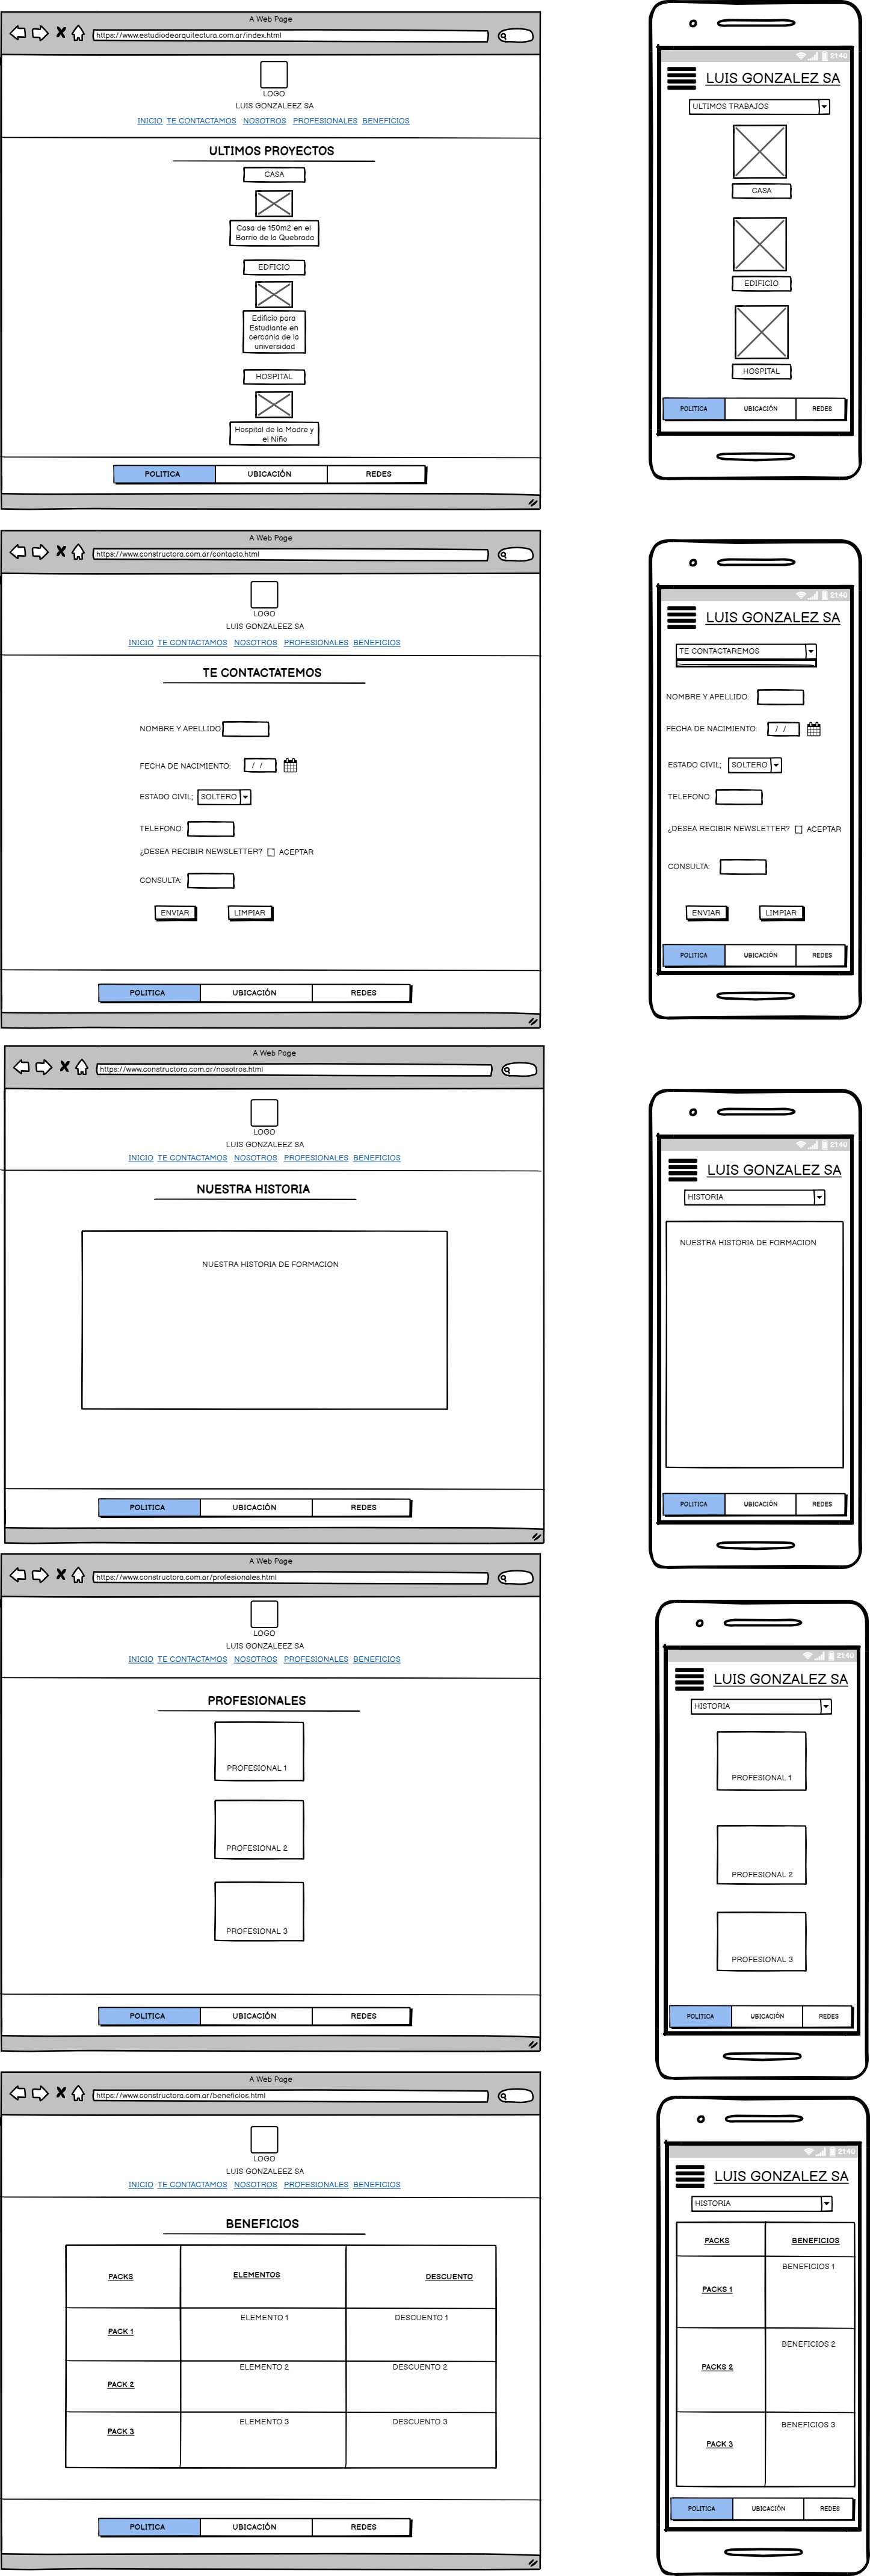 A Web Page
https://www.estudiodearquitectura.com.ar/index.html
LOGO
LUIS GONZALEEZ SA
INICIO TE CONTACTAMOS NOSOTROS PROFESIONALES BENEFICIOS
ULTIMOS PROYECTOS
CASA
Casa de 150m2 en el
Barrio de la Quebrada
EDFICIO
Edificio para
Estudiante en
cercania de la
universidad
HOSPITAL
Hospital de la Madre y
el Niño
POLITICA UBICACIÓN REDES
21:40
LUIS GONZALEZ SA
ULTIMOS TRABAJOS
CASA
EDIFICIO
HOSPITAL
POLITICA UBICACIÓN REDES
A Web Page
https://www.constructora.com.ar/contacto.html
LOGO
LUIS GONZALEEZ SA
INICIO TE CONTACTAMOS NOSOTROS PROFESIONALES BENEFICIOS
TE CONTACTATEMOS
NOMBRE Y APELLIDO:
FECHA DE NACIMIENTO: / /
ESTADO CIVIL; SOLTERO
TELEFONO:
¿DESEA RECIBIR NEWSLETTER? ACEPTAR
CONSULTA:
ENVIAR LIMPIAR
POLITICA UBICACIÓN REDES
21:40
LUIS GONZALEZ SA
TE CONTACTAREMOS
NOMBRE Y APELLIDO:
FECHA DE NACIMIENTO: / /
ESTADO CIVIL; SOLTERO
TELEFONO:
¿DESEA RECIBIR NEWSLETTER? ACEPTAR
CONSULTA:
ENVIAR LIMPIAR
POLITICA UBICACIÓN REDES
A Web Page
https://www.constructora.com.ar/nosotros.html
LOGO
LUIS GONZALEEZ SA
INICIO TE CONTACTAMOS NOSOTROS PROFESIONALES BENEFICIOS
NUESTRA HISTORIA
NUESTRA HISTORIA DE FORMACION
POLITICA UBICACIÓN REDES
21:40
LUIS GONZALEZ SA
HISTORIA
NUESTRA HISTORIA DE FORMACION
POLITICA UBICACIÓN REDES
A Web Page
https://www.constructora.com.ar/profesionales.html
LOGO
LUIS GONZALEEZ SA
INICIO TE CONTACTAMOS NOSOTROS PROFESIONALES BENEFICIOS
PROFESIONALES
PROFESIONAL 1
PROFESIONAL 2
PROFESIONAL 3
POLITICA UBICACIÓN REDES
21:40
LUIS GONZALEZ SA
HISTORIA
PROFESIONAL 1
PROFESIONAL 2
PROFESIONAL 3
POLITICA UBICACIÓN REDES
A Web Page
https://www.constructora.com.ar/beneficios.html
LOGO
LUIS GONZALEEZ SA
INICIO TE CONTACTAMOS NOSOTROS PROFESIONALES BENEFICIOS
BENEFICIOS
PACKS ELEMENTOS DESCUENTO
PACK 1 ELEMENTO 1 DESCUENTO 1
PACK 2 ELEMENTO 2 DESCUENTO 2
PACK 3 ELEMENTO 3 DESCUENTO 3
POLITICA UBICACIÓN REDES
21:40
LUIS GONZALEZ SA
HISTORIA
PACKS BENEFICIOS
PACKS 1 BENEFICIOS 1
PACKS 2 BENEFICIOS 2
PACK 3 BENEFICIOS 3
POLITICA UBICACIÓN REDES